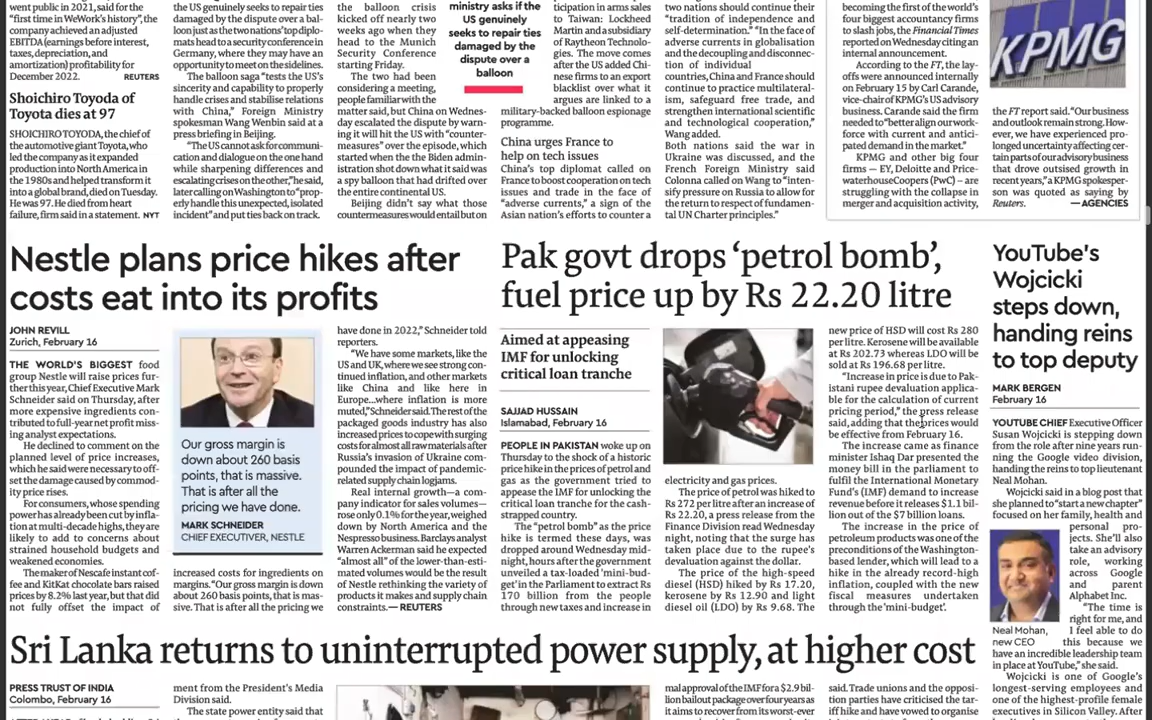 went public in 2021, said for the
"first time in WeWork's history", the
company achieved an adjusted
EBITDA (earnings before interest,
taxes, depreciation, and
amortization) profitability for
December 2022. REUTERS
Shoichiro Toyoda of
Toyota dies at 97
SHOICHIRO TOYODA, the chief of
the automotive giant Toyota, who
led the company as it expanded
production into North America in
the 1980s and helped transform it
into a global brand, died on Tuesday.
He was 97. He died from heart
failure, firm said in a statement. NYT
the US genuinely seeks to repair ties
damaged by the dispute over a bal-
loon just as the two nations' top diplo-
mats head to a security conference in
Germany, where they may have an
opportunity to meet on the sidelines.
The balloon saga "tests the US's
sincerity and capability to properly
handle crises and stabilise relations
with China," Foreign Ministry
spokesman Wang Wenbin said at a
press briefing in Beijing.
"The US cannot ask for communi-
cation and dialogue on the one hand
while sharpening differences and
escalating crises on the other," he said,
later calling on Washington to "prop-
erly handle this unexpected, isolated
incident" and put ties back on track.
the balloon crisis
kicked off nearly two
weeks ago when they
head to the Munich
Security Conference
starting Friday.
The two had been
considering a meeting,
people familiar with the
matter said, but China on Wednes-
day escalated the dispute by warn-
ing it will hit the US with "counter-
measures" over the episode, which
started when the the Biden admin-
istration shot down what it said was
a spy balloon that had drifted over
the entire continental US.
Beijing didn't say what those
countermeasures would entail but on
ministry asks if the
US genuinely
seeks to repair ties
damaged by the
dispute over a
balloon
ticipation in arms sales
to Taiwan: Lockheed
Martin and a subsidiary
of Raytheon Technolo-
gies. The move comes
after the US added Chi-
nese firms to an export
blacklist over what it
argues are linked to a
military-backed balloon espionage
programme.
China urges France to
help on tech issues
China's top diplomat called on
France to boost cooperation on tech
issues and trade in the face of
"adverse currents," a sign of the
Asian nation's efforts to counter a
nations should continue their
"tradition of independence and
self-determination." "In the face of
adverse currents in globalisation
and the decoupling and disconnec-
tion of individual
countries, China and France should
continue to practice multilateral-
ism, safeguard free trade, and
strengthen international scientific
and technological cooperation,"
Wang added.
Both nations said the war in
Ukraine was discussed, and the
French Foreign Ministry said
Colonna called on Wang to "inten-
sify pressure on Russia to allow for
the return to respect of fundamen-
tal UN Charter principles."
becoming the first of the world's
four biggest accountancy firms
to slash jobs, the Financial Times
reported on Wednesday citing an
internal announcement.
According to the FT, the lay-
offs were announced internally
on February 15 by Carl Carande,
vice-chair of KPMG's US advisory
business. Carande said the firm
needed to "better align our work-
force with current and antici-
pated demand in the market."
KPMG and other big four
firms — EY, Deloitte and Price-
waterhouseCoopers (PwC) — are
struggling with the collapse in
merger and acquisition activity,
KPMG
the FT report said. "Our business
and outlook remain strong. How-
ever, we have experienced pro-
longed uncertainty affecting cer-
tain parts of our advisory business
that drove outsised growth in
recent years," a KPMG spokesper-
son was quoted as saying by
Reuters. — AGENCIES
Nestle plans price hikes after
costs eat into its profits
JOHN REVILL
Zurich, February 16
THE WORLD'S BIGGEST food
group Nestle will raise prices fur-
ther this year, Chief Executive Mark
Schneider said on Thursday, after
more expensive ingredients con-
tributed to full-year net profit miss-
ing analyst expectations.
He declined to comment on the
planned level of price increases,
which he said were necessary to off-
set the damage caused by commod-
ity price rises.
For consumers, whose spending
power has already been cut by infla-
tion at multi-decade highs, they are
likely to add to concerns about
strained household budgets and
weakened economies.
The maker of Nescafe instant cof-
fee and KitKat chocolate bars raised
prices by 8.2% last year, but that did
not fully offset the impact of
Our gross margin is
down about 260 basis
points, that is massive.
That is after all the
pricing we have done.
MARK SCHNEIDER
CHIEF EXECUTIVE, NESTLE
increased costs for ingredients on
margins. "Our gross margin is down
about 260 basis points, that is mas-
sive. That is after all the pricing we
have done in 2022," Schneider told
reporters.
"We have some markets, like the
US and UK, where we see strong con-
tinued inflation, and other markets
like China and like here in
Europe...where inflation is more
muted," Schneider said. The rest of the
packaged goods industry has also
increased prices to cope with surging
costs for almost all raw materials after
Russia's invasion of Ukraine com-
pounded the impact of pandemic-
related supply chain logjams.
Real internal growth—a com-
pany indicator for sales volumes—
rose only 0.1% for the year, weighed
down by North America and the
Nespresso business. Barclays analyst
Warren Ackerman said he expected
"almost all" of the lower-than-esti-
mated volumes would be the result
of Nestle rethinking the variety of
products it makes and supply chain
constraints. — REUTERS
Pak govt drops 'petrol bomb',
fuel price up by Rs 22.20 litre
Aimed at appeasing
IMF for unlocking
critical loan tranche
SAJJAD HUSSAIN
Islamabad, February 16
PEOPLE IN PAKISTAN woke up on
Thursday to the shock of a historic
price hike in the prices of petrol and
gas as the government tried to
appease the IMF for unlocking the
critical loan tranche for the cash-
strapped country.
The "petrol bomb" as the price
hike is termed these days, was
dropped around Wednesday mid-
night, hours after the government
unveiled a tax-loaded 'mini-bud-
get' in the Parliament to extract Rs
170 billion from the people
through new taxes and increase in
electricity and gas prices.
The price of petrol was hiked to
Rs 272 per litre after an increase of
Rs 22.20, a press release from the
Finance Division read Wednesday
night, noting that the surge has
taken place due to the rupee's
devaluation against the dollar.
The price of the high-speed
diesel (HSD) hiked by Rs 17.20,
kerosene by Rs 12.90 and light
diesel oil (LDO) by Rs 9.68. The
new price of HSD will cost Rs 280
per litre. Kerosene will be available
at Rs 202.73 whereas LDO will be
sold at Rs 196.68 per litre.
"Increase in price is due to Pak-
istani rupee devaluation applica-
ble for the calculation of current
pricing period," the press release
said, adding that the prices would
be effective from February 16.
The increase came as finance
minister Ishaq Dar presented the
money bill in the parliament to
fulfil the International Monetary
Fund's (IMF) demand to increase
revenue before it releases $1.1 bil-
lion out of the $7 billion loans.
The increase in the price of
petroleum products was one of the
preconditions of the Washington-
based lender, which will lead to a
hike in the already record-high
inflation, coupled with the new
fiscal measures undertaken
through the 'mini-budget'.
YouTube's
Wojcicki
steps down,
handing reins
to top deputy
MARK BERGEN
February 16
YOUTUBE CHIEF Executive Officer
Susan Wojcicki is stepping down
from the role after nine years run-
ning the Google video division,
handing the reins to top lieutenant
Neal Mohan.
Wojcicki said in a blog post that
she planned to "start a new chapter"
focused on her family, health and
personal pro-
jects. She'll also
take an advisory
role, working
across Google
and parent
Alphabet Inc.
"The time is
right for me, and
I feel able to do
this because we
have an incredible leadership team
in place at YouTube," she said.
Wojcicki is one of Google's
longest-serving employees and
one of the highest-profile female
executives in Silicon Valley. After
Neal Mohan,
new CEO
Sri Lanka returns to uninterrupted power supply, at higher cost
PRESS TRUST OF INDIA
Colombo, February 16
ment from the President's Media
Division said.
The state power entity said that
mal approval of the IMF for a $2.9 bil-
lion bailout package over four years as
it aims to recover from its worst-ever
said. Trade unions and the opposi-
tion parties have criticised the tar-
iff hike and have vowed to organise